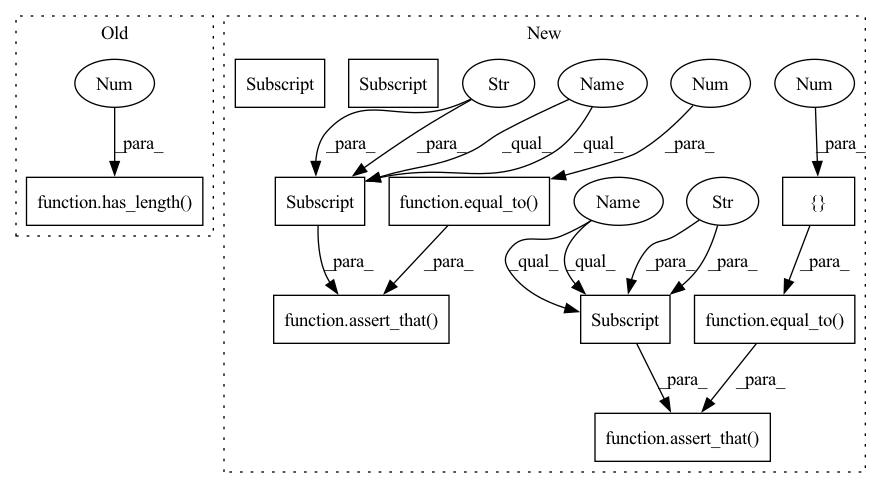 Old
New
Num
Subscript
Subscript
Str
Name
Num
Num
_para_
_para_
_para_
_qual_
_qual_
_para_
_para_
function.has_length()
Subscript
function.equal_to()
Name
Str
{}
_para_
_para_
_qual_
_qual_
_para_
_para_
_para_
function.assert_that()
Subscript
function.equal_to()
_para_
_para_
function.assert_that()